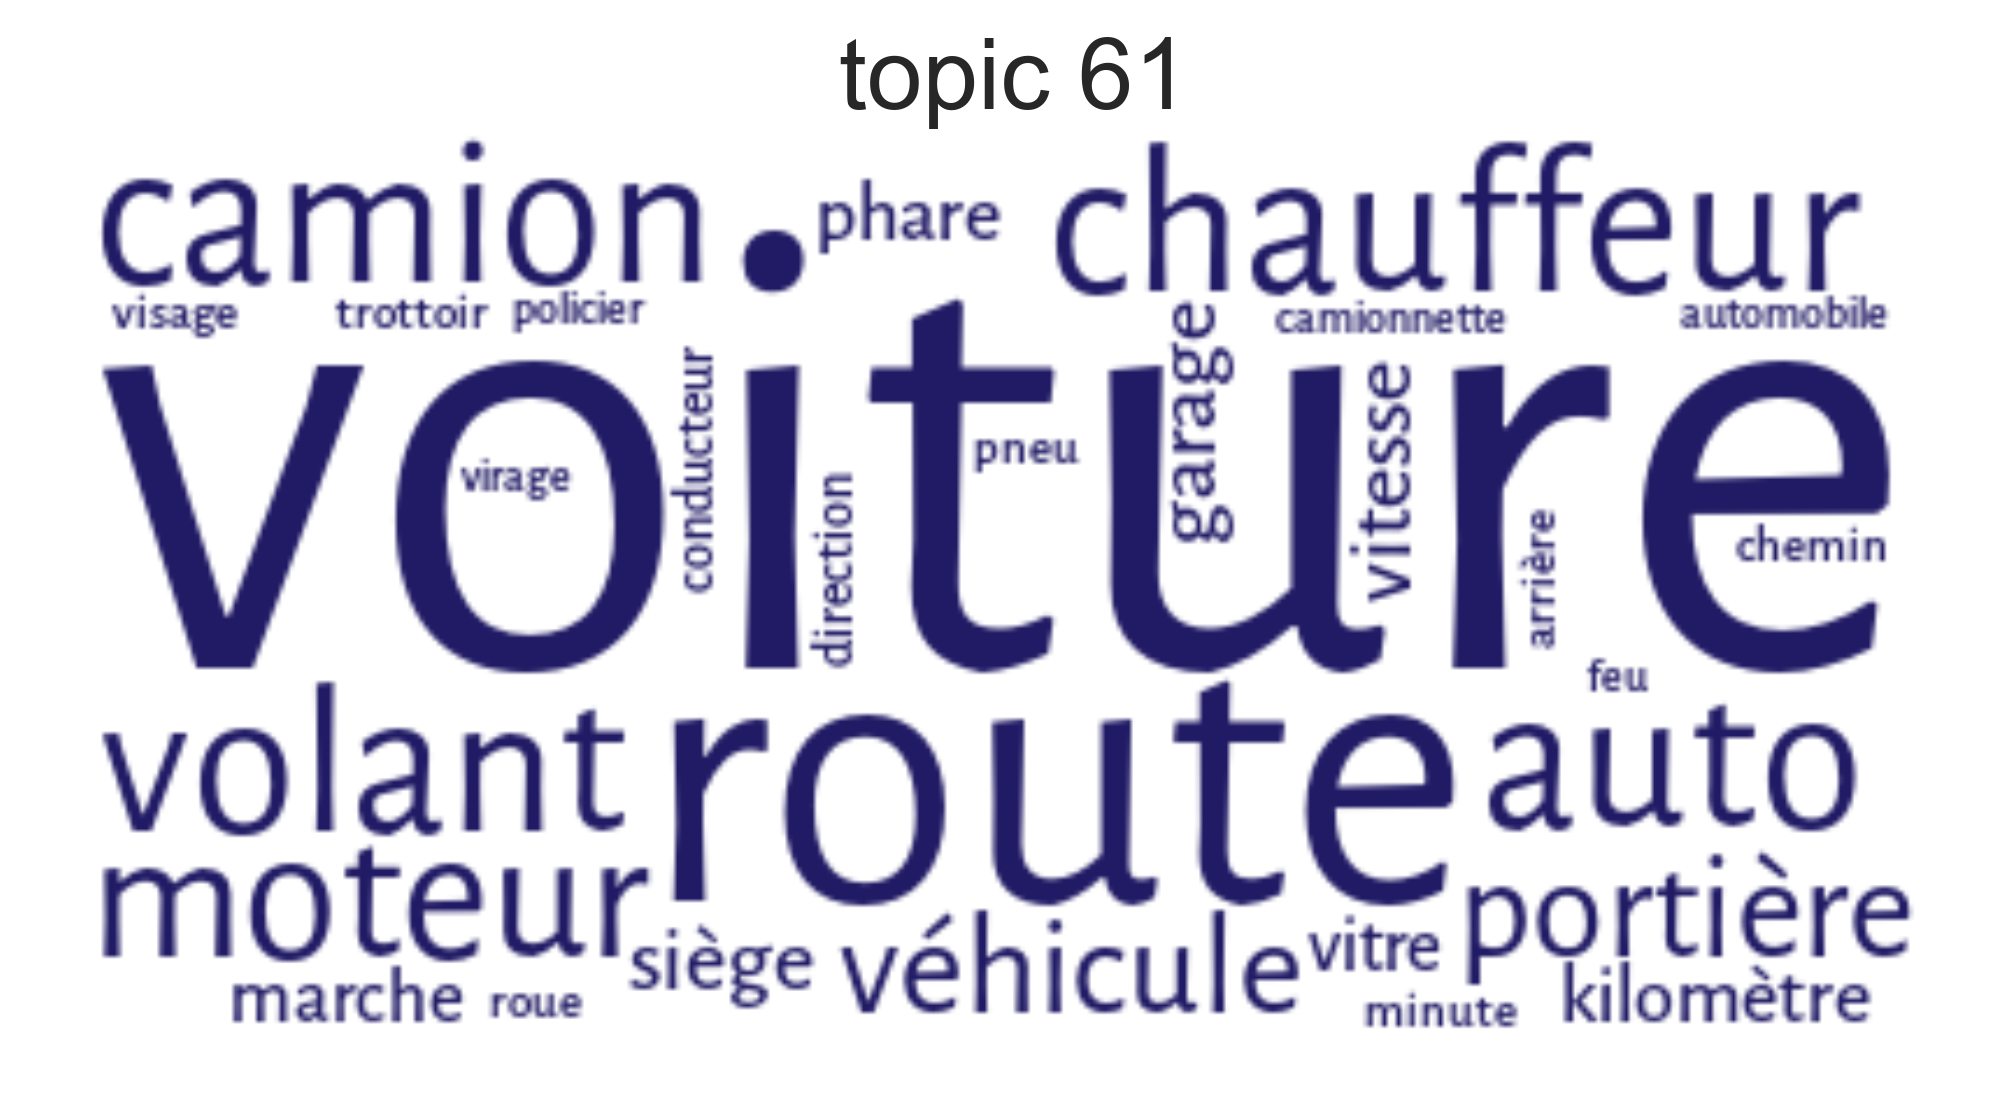 topic 61
camion
phare
chauffeur
visage
trottoir
policier
camionnette
automobile
voiture
virage
conducteur
direction
pneu
garage
vitesse
arrière
chemin
feu
volant
route
auto
moteur
portière
siège
véhicule
vitre
marche
roue
minute
kilomètre